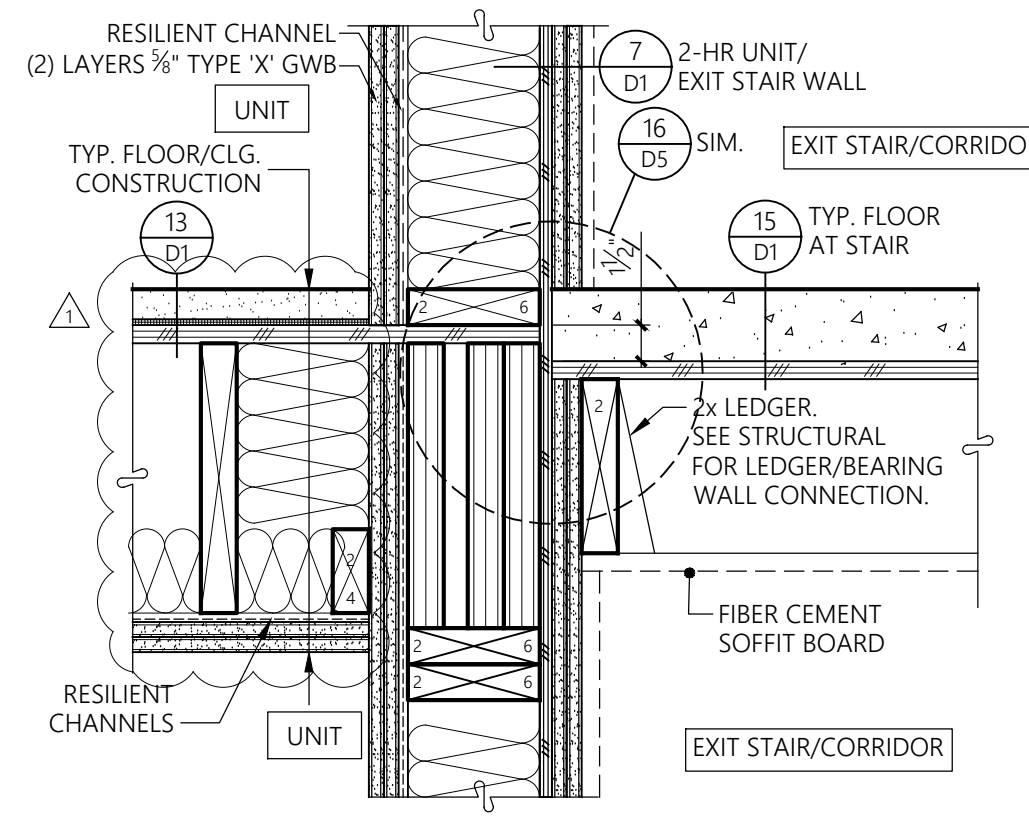 RESILIENT CHANNEL
(2) LAYERS ⅝" TYPE 'X' GWB
UNIT
TYP. FLOOR/CLG.
CONSTRUCTION
13
D1
1
7
D1
2-HR UNIT/
EXIT STAIR WALL
16
D5
SIM.
EXIT STAIR/CORRIDO
15
D1
TYP. FLOOR
AT STAIR
1½"
2 6
2
2x LEDGER.
SEE STRUCTURAL
FOR LEDGER/BEARING
WALL CONNECTION.
2
4
2 6
2 6
FIBER CEMENT
SOFFIT BOARD
RESILIENT
CHANNELS
UNIT
EXIT STAIR/CORRIDOR